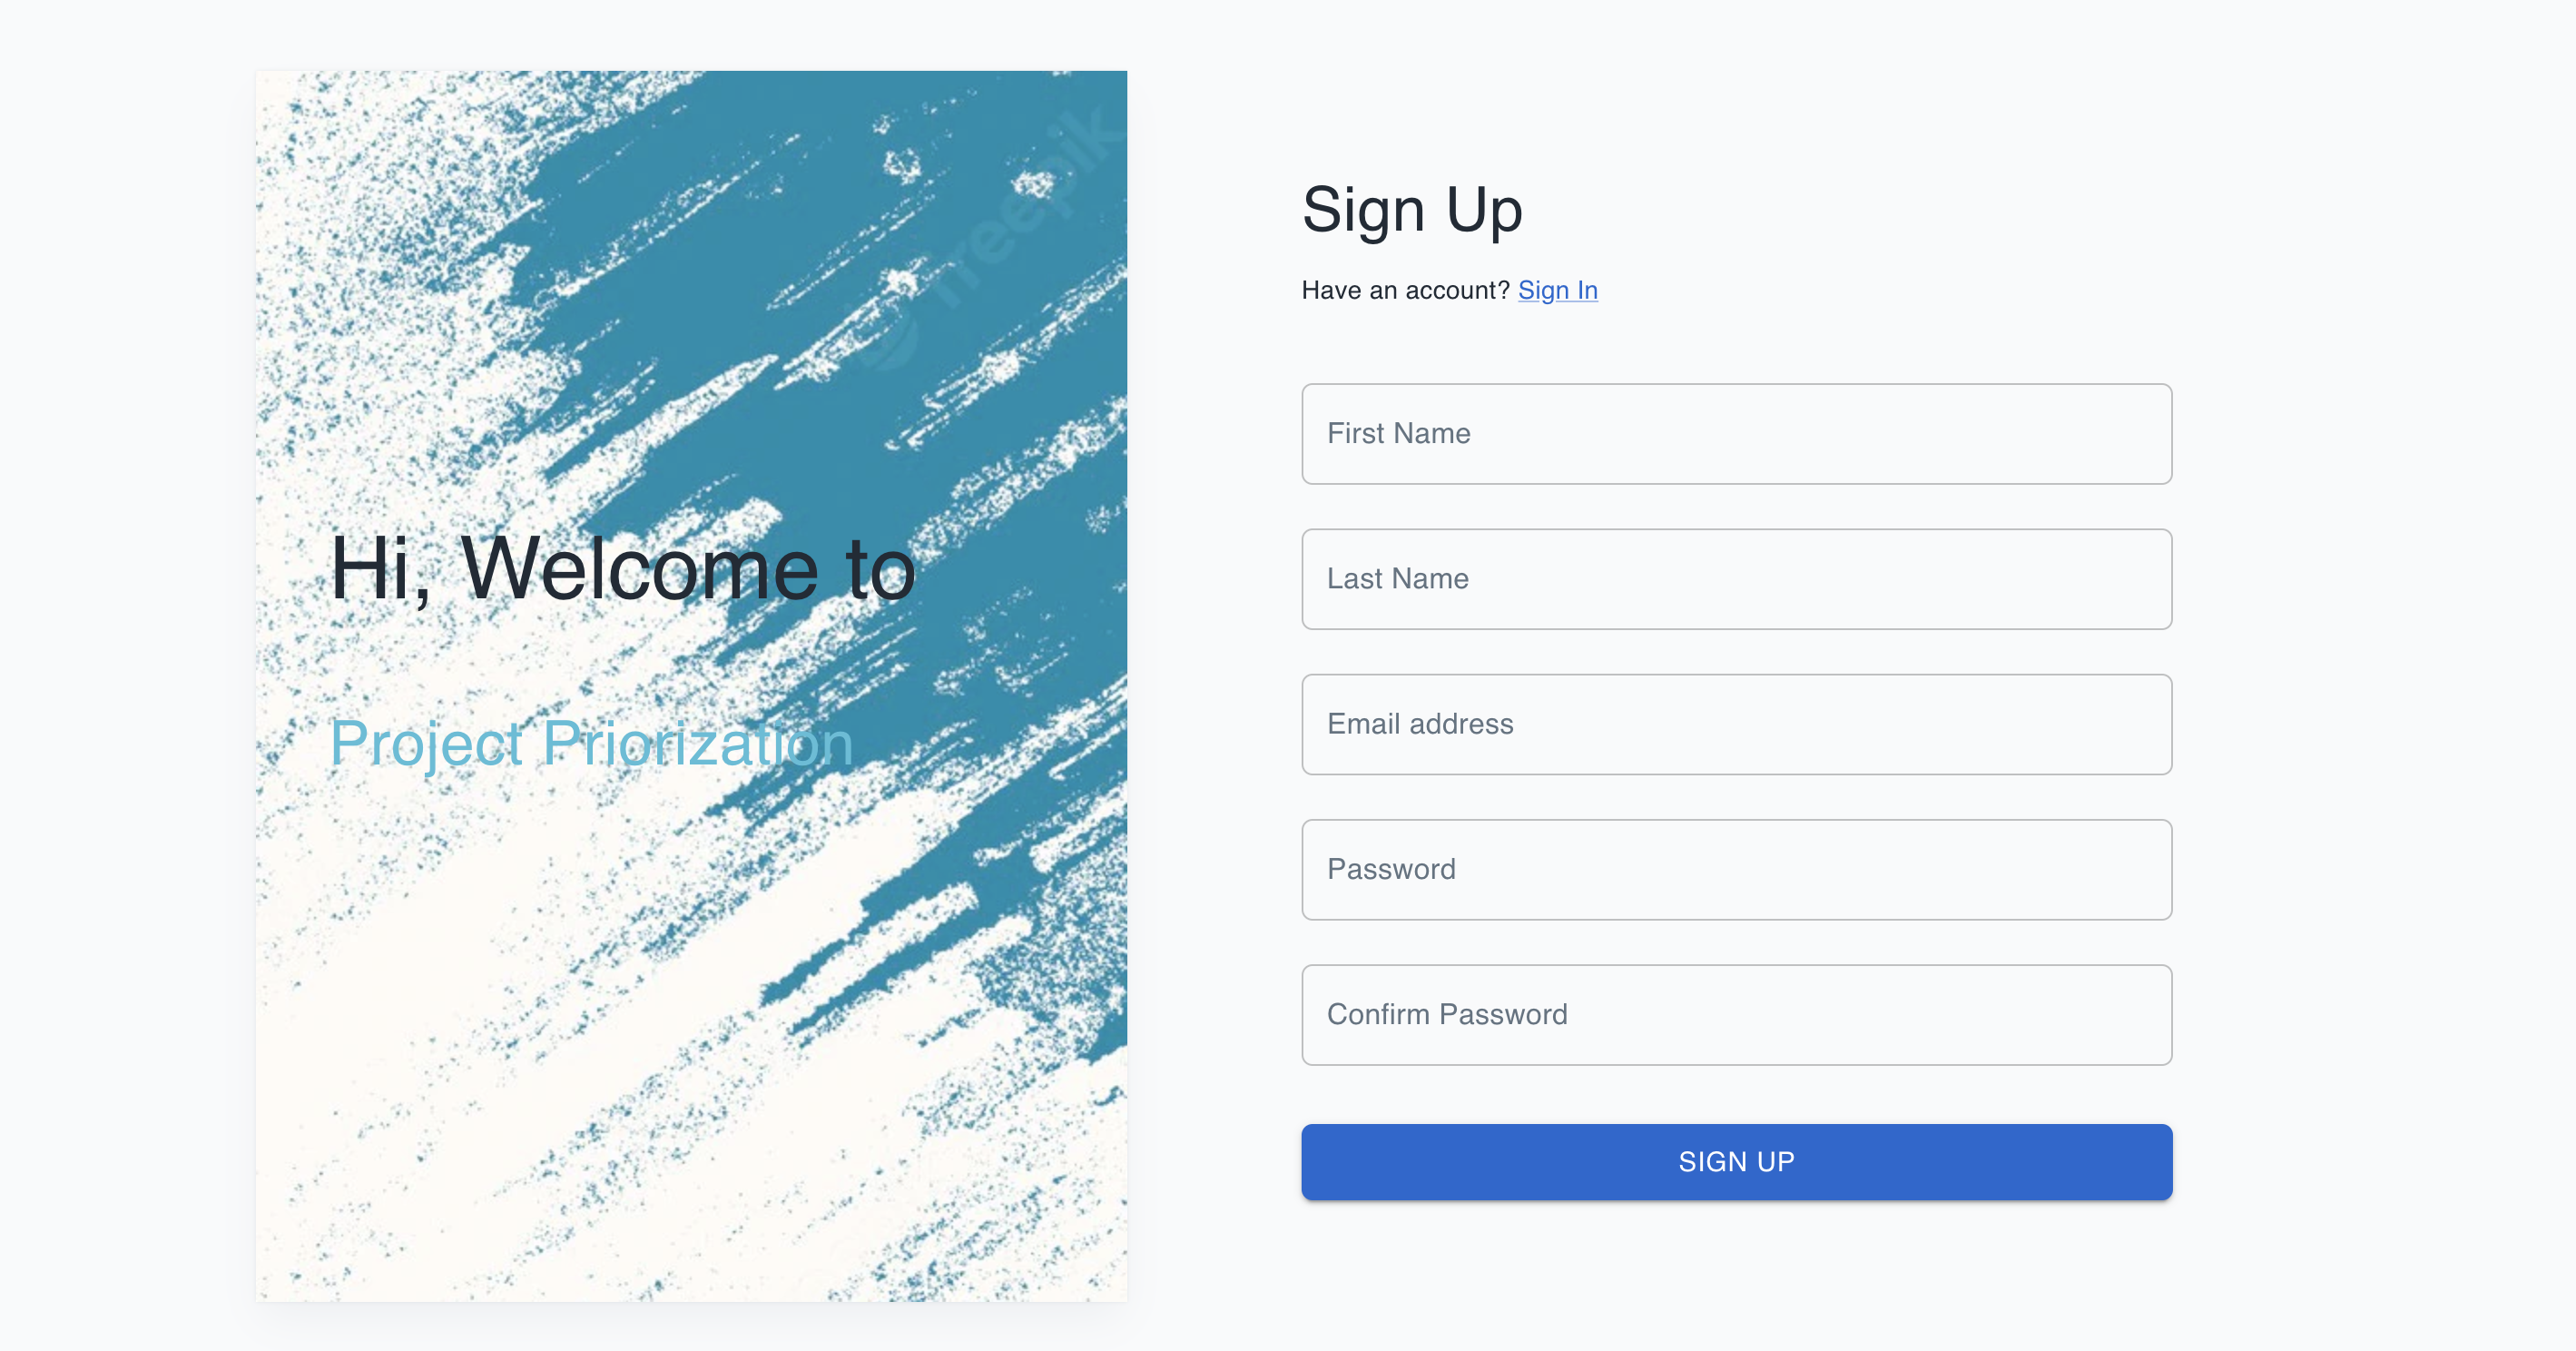 freepik
Hi, Welcome to
Project Priorization
Sign Up
Have an account? Sign In
First Name
Last Name
Email address
Password
Confirm Password
SIGN UP